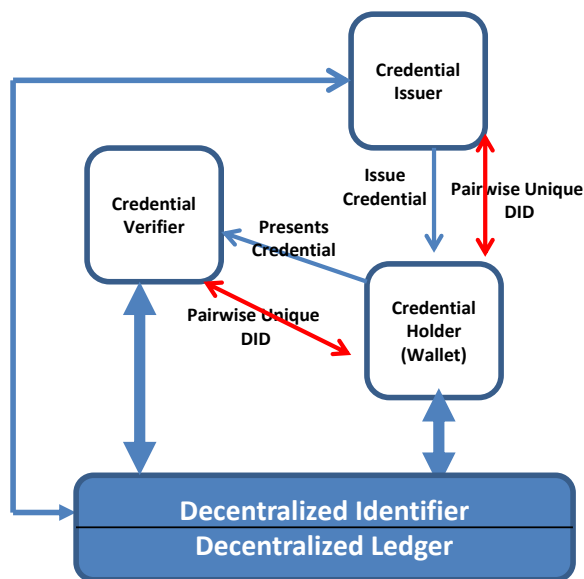 Credential
Issuer
Issue
Credential
Pairwise Unique
DID
Credential
Verifier
Presents
Credential
Pairwise Unique
DID
Credential
Holder
(Wallet)
Decentralized Identifier
Decentralized Ledger